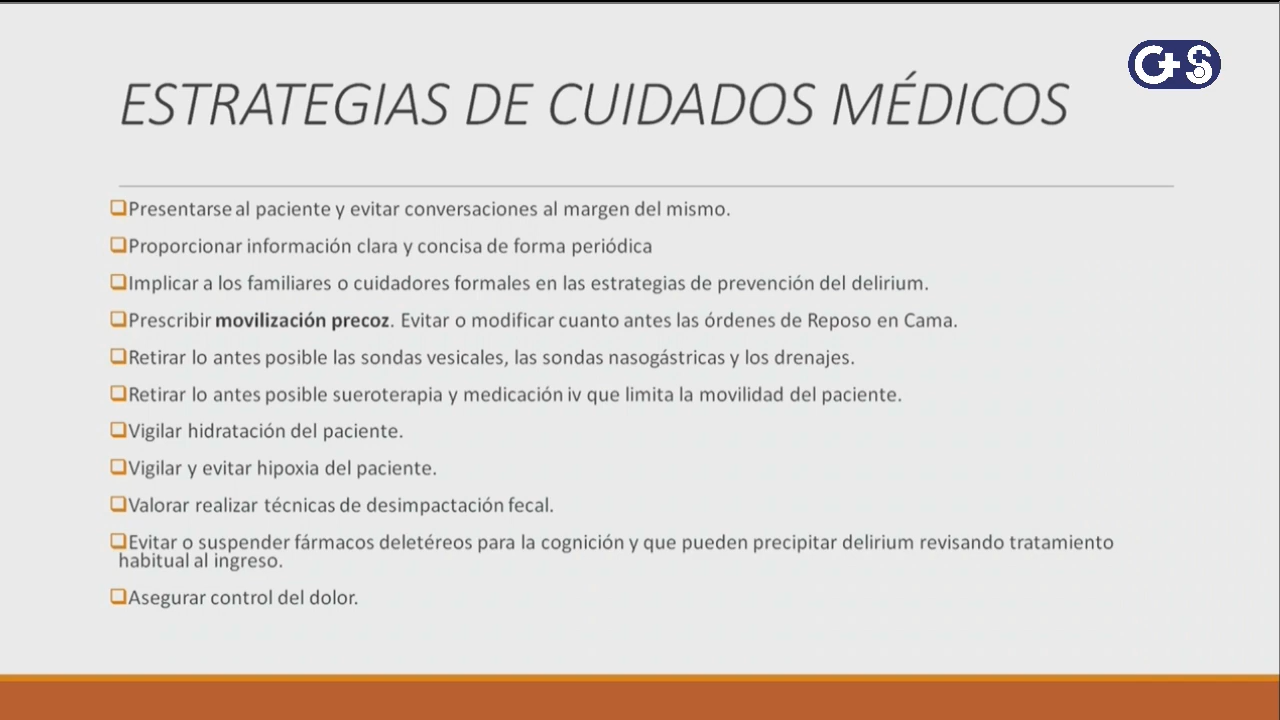 G+S
ESTRATEGIAS DE CUIDADOS MÉDICOS
Presentarse al paciente y evitar conversaciones al margen del mismo.
Proporcionar información clara y concisa de forma periódica
Implicar a los familiares o cuidadores formales en las estrategias de prevención del delirium.
Prescribir movilización precoz. Evitar o modificar cuanto antes las órdenes de Reposo en Cama.
Retirar lo antes posible las sondas vesicales, las sondas nasogástricas y los drenajes.
Retirar lo antes posible sueroterapia y medicación iv que limita la movilidad del paciente.
Vigilar hidratación del paciente.
Vigilar y evitar hipoxia del paciente.
Valorar realizar técnicas de desimpactación fecal.
Evitar o suspender fármacos deletéreos para la cognición y que pueden precipitar delirium revisando tratamiento
habitual al ingreso.
Asegurar control del dolor.